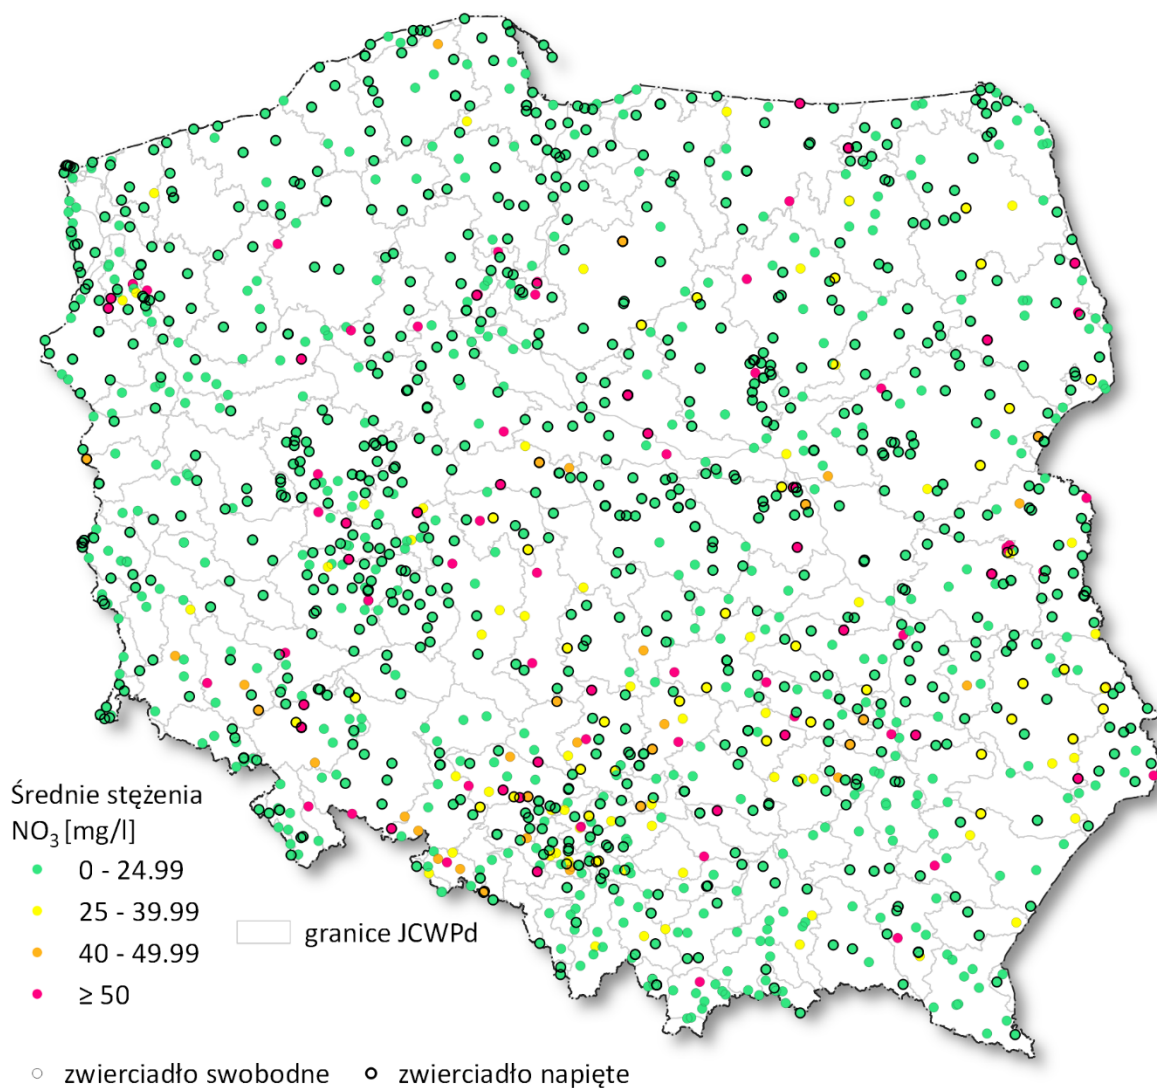 Średnie stężenia
NO₃ [mg/l]
0 - 24.99
25 - 39.99
40 - 49.99
≥ 50
granice JCWPd
zwierciadło swobodne
zwierciadło napięte